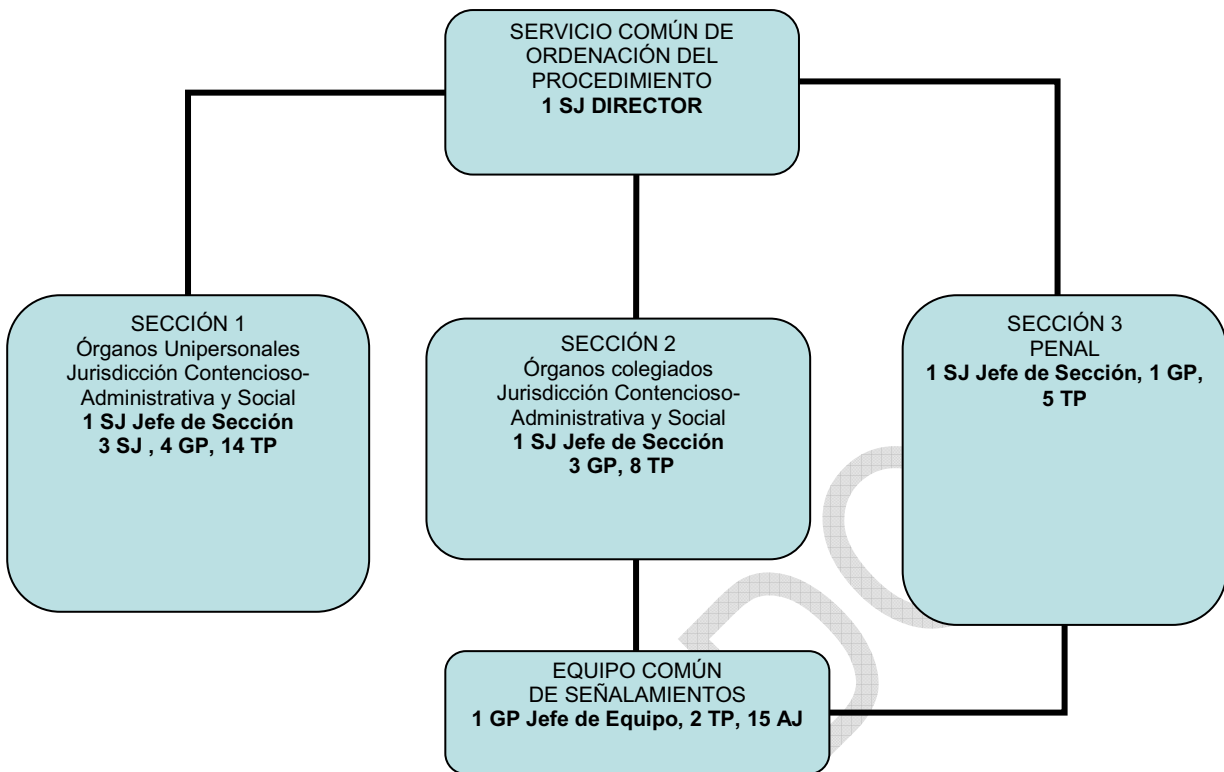 SERVICIO COMÚN DE
ORDENACIÓN DEL
PROCEDIMIENTO
1 SJ DIRECTOR
SECCIÓN 1
Órganos Unipersonales
Jurisdicción Contencioso-
Administrativa y Social
1 SJ Jefe de Sección
3 SJ , 4 GP, 14 TP
SECCIÓN 2
Órganos colegiados
Jurisdicción Contencioso-
Administrativa y Social
1 SJ Jefe de Sección
3 GP, 8 TP
SECCIÓN 3
PENAL
1 SJ Jefe de Sección, 1 GP,
5 TP
EQUIPO COMÚN
DE SEÑALAMIENTOS
1 GP Jefe de Equipo, 2 TP, 15 AJ